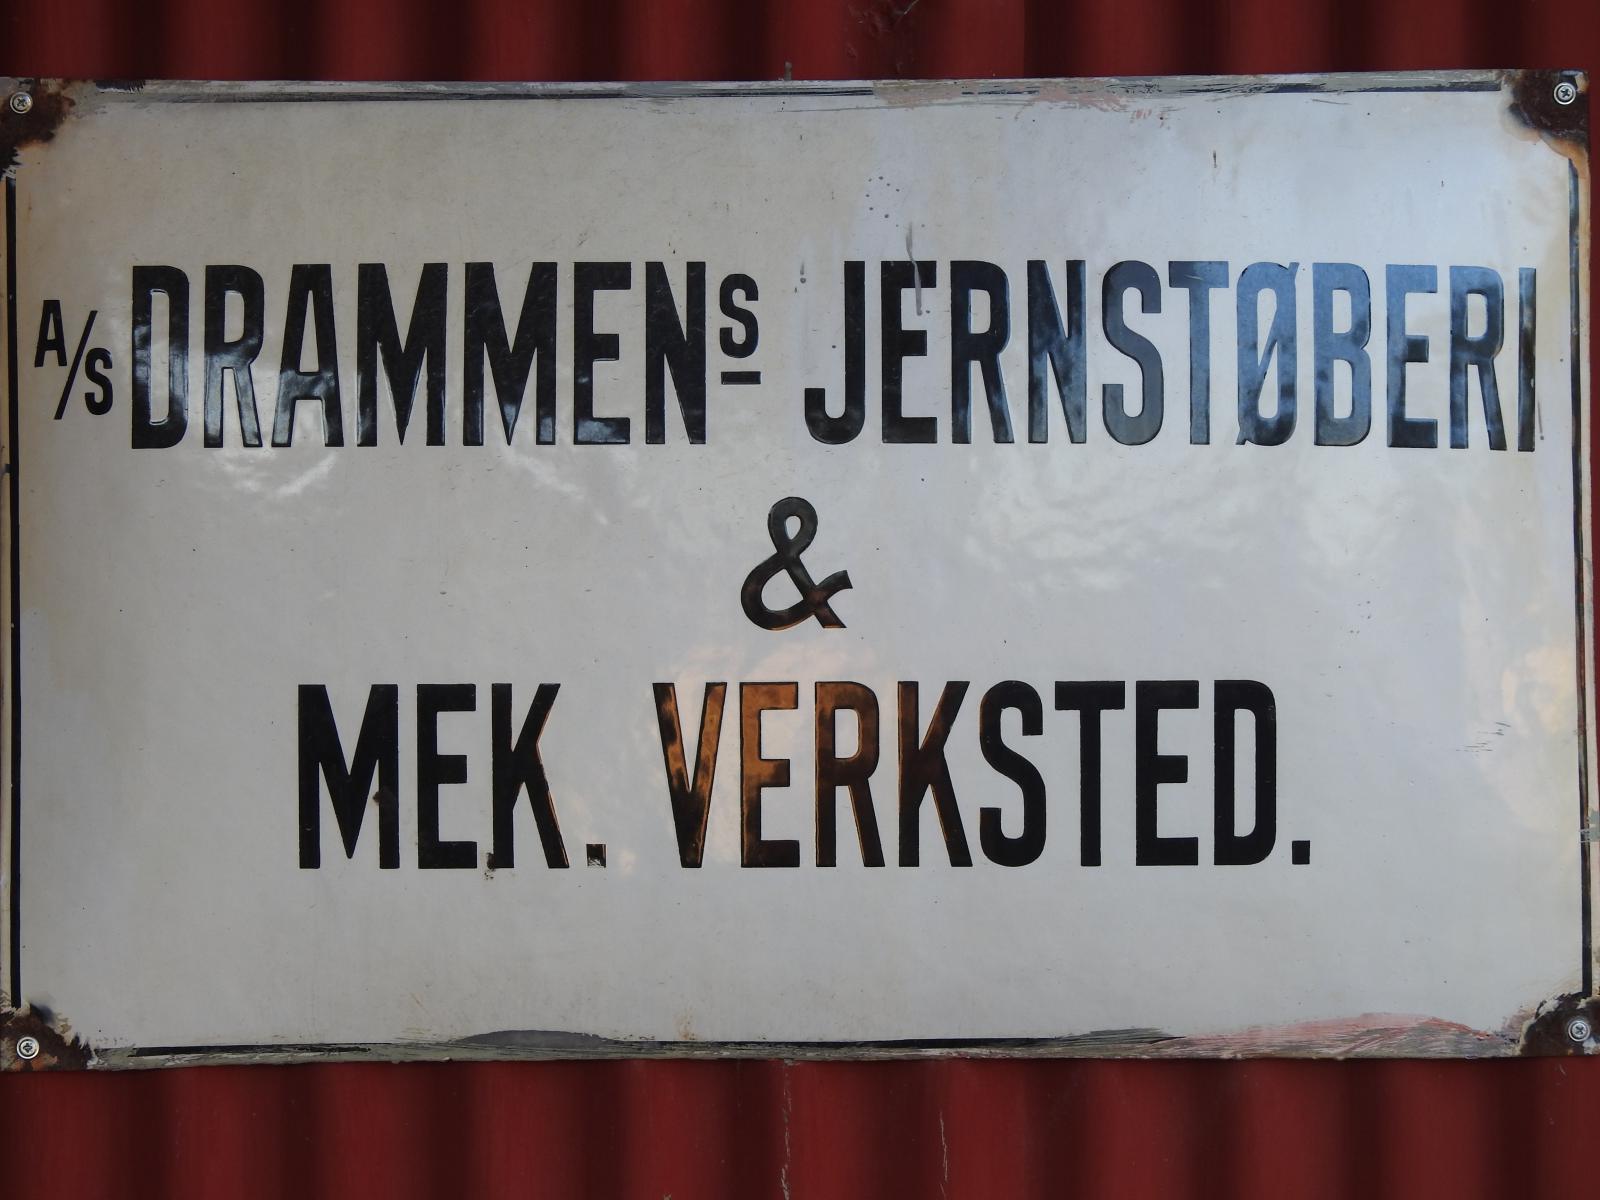 A/S DRAMMENS JERNSTØBERI
&
MEK. VERKSTED.